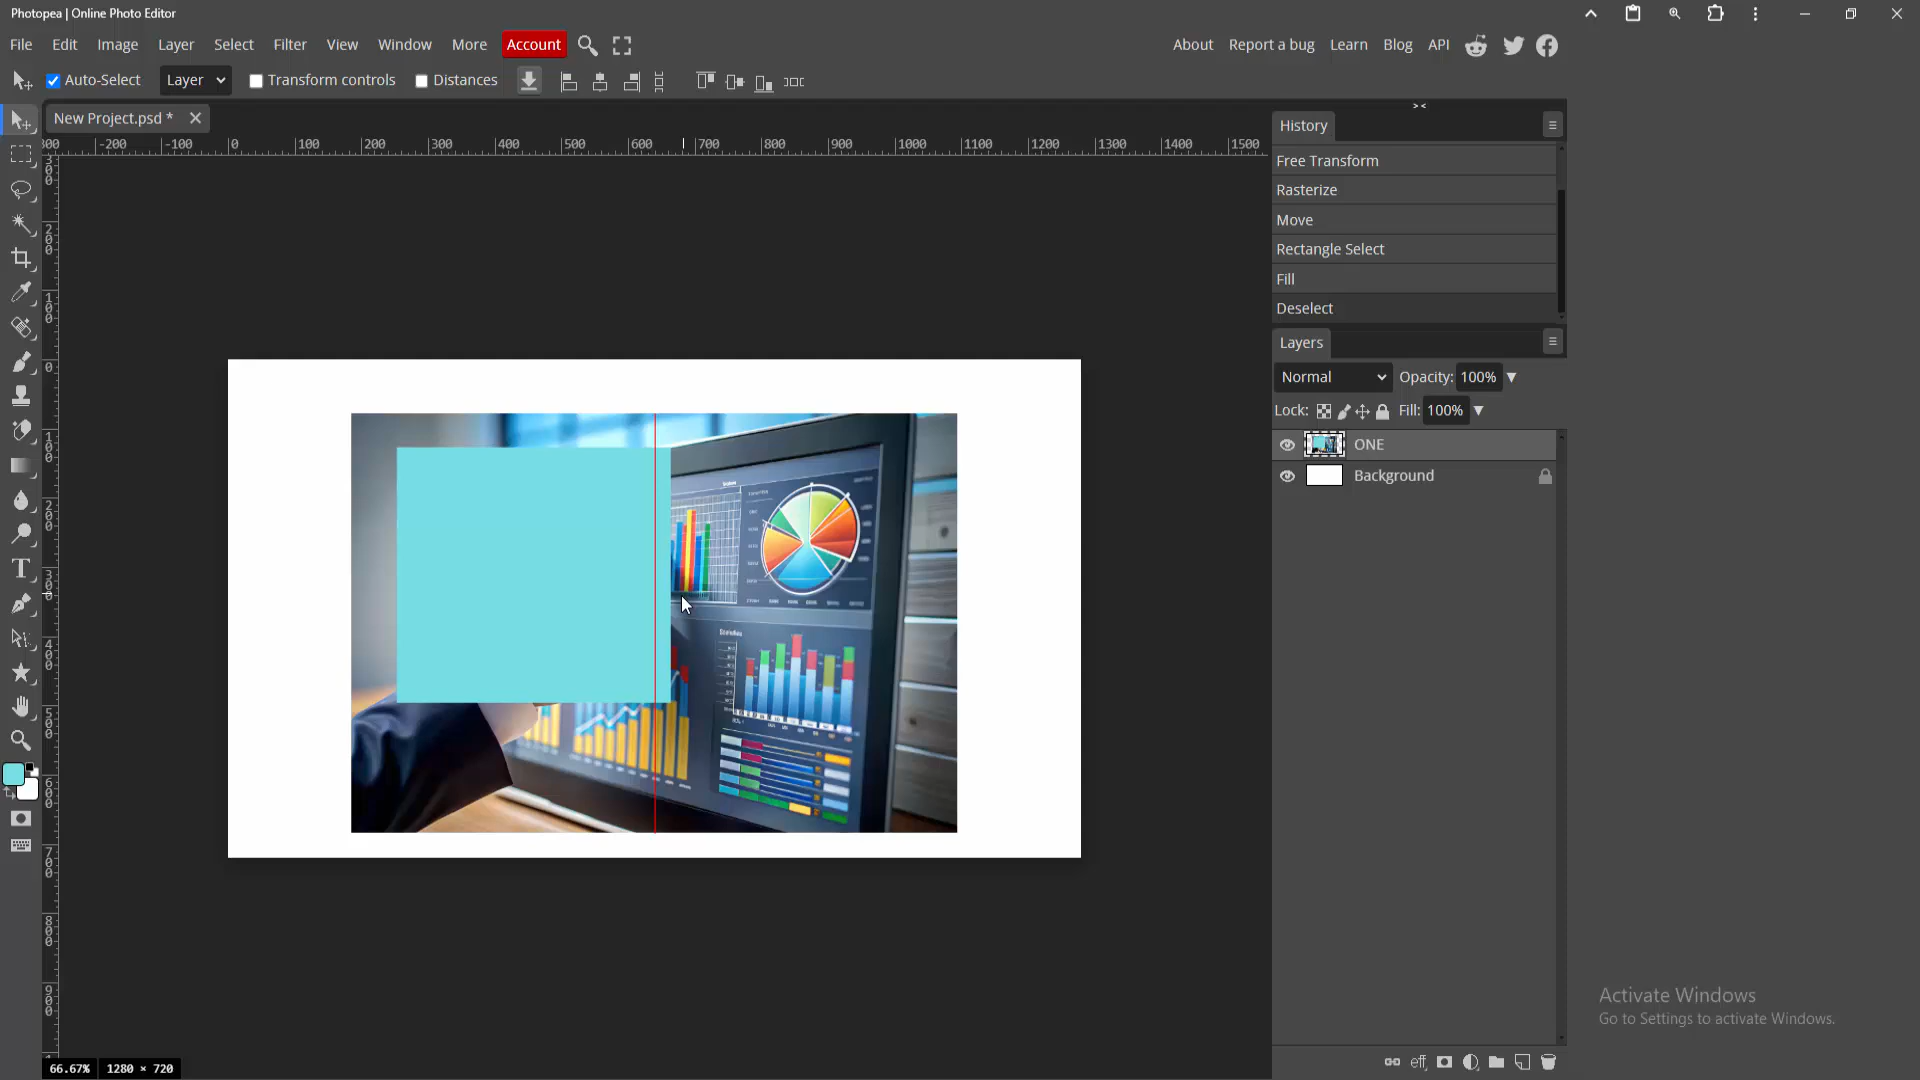 Photopea | Online Photo Editor
File Edit Image Layer Select Filter View Window More Account
About Report a bug Learn Blog API
Auto-Select Layer Transform controls Distances
New Project.psd *
-200 -100 0 100 200 300 400 500 600 700 800 900 1000 1100 1200 1300 1400 1500
History
Free Transform
Rasterize
Move
Rectangle Select
Fill
Deselect
Layers
Normal Opacity: 100%
Lock: Fill: 100%
ONE
Background
Activate Windows
Go to Settings to activate Windows.
66.67% 1280 × 720
eff